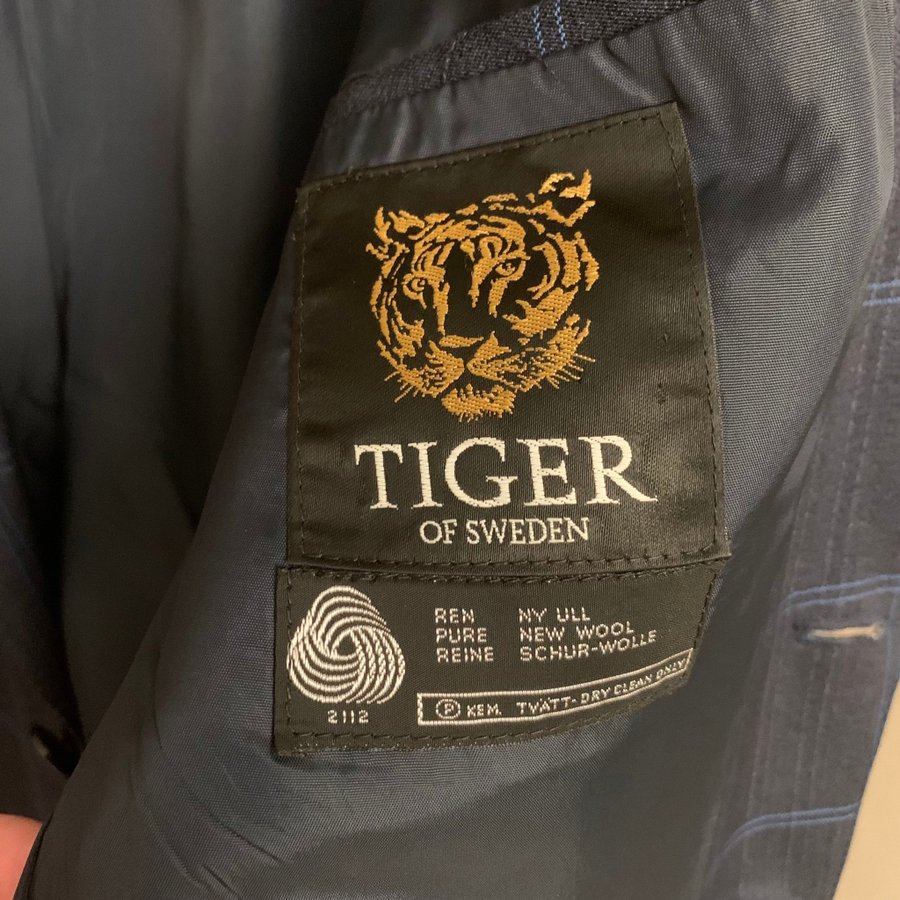 TIGER
OF SWEDEN
REN NY ULL
PURE NEW WOOL
REINE SCHUR-WOLLE
2112
Ⓟ KEM. TVÄTT- DRY CLEAN ONLY